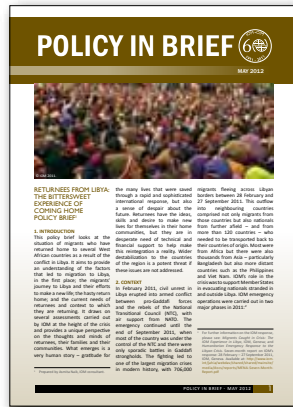 POLICY IN BRIEF
60
MAY 2012
© IOM 2011
RETURNEES FROM LIBYA:
THE BITTERSWEET
EXPERIENCE OF
COMING HOME
POLICY BRIEF¹
1. INTRODUCTION
This policy brief looks at the
situation of migrants who have
returned home to several West
African countries as a result of the
conflict in Libya. It aims to provide
an understanding of the factors
that led to migration to Libya,
in the first place; the migrants'
journey to Libya and their efforts
to make a new life; the hasty return
home; and the current needs of
returnees and context to which
they are returning. It draws on
several assessments carried out
by IOM at the height of the crisis
and provides a unique perspective
on the thoughts and minds of
returnees, their families and their
communities. What emerges is a
very human story – gratitude for
the many lives that were saved
through a rapid and sophisticated
international response, but also
a sense of despair about the
future. Returnees have the ideas,
skills and desire to make new
lives for themselves in their home
communities, but they are in
desperate need of technical and
financial support to help make
this reintegration a reality. Wider
destabilization to the countries
of the region is a potent threat if
these issues are not addressed.
2. CONTEXT
In February 2011, civil unrest in
Libya erupted into armed conflict
between pro-Gaddafi forces
and the rebels of the National
Transitional Council (NTC), with
air support from NATO. The
emergency continued until the
end of September 2011, when
most of the country was under the
control of the NTC and there were
only sporadic battles in Gaddafi
strongholds. The fighting led to
one of the largest migration crises
in modern history, with 706,000
migrants fleeing across Libyan
borders between 28 February and
27 September 2011. This outflow
into neighbouring countries
comprised not only migrants from
those countries but also nationals
from further afield – and from
more than 120 countries – who
needed to be transported back to
their countries of origin. Most were
from Africa but there were also
thousands from Asia – particularly
Bangladesh but also more distant
countries such as the Philippines
and Viet Nam. IOM's role in the
crisis was to support Member States
in evacuating nationals stranded in
and outside Libya. IOM emergency
operations were carried out in two
major phases in 2011.²
POLICY IN BRIEF - MAY 2012
1